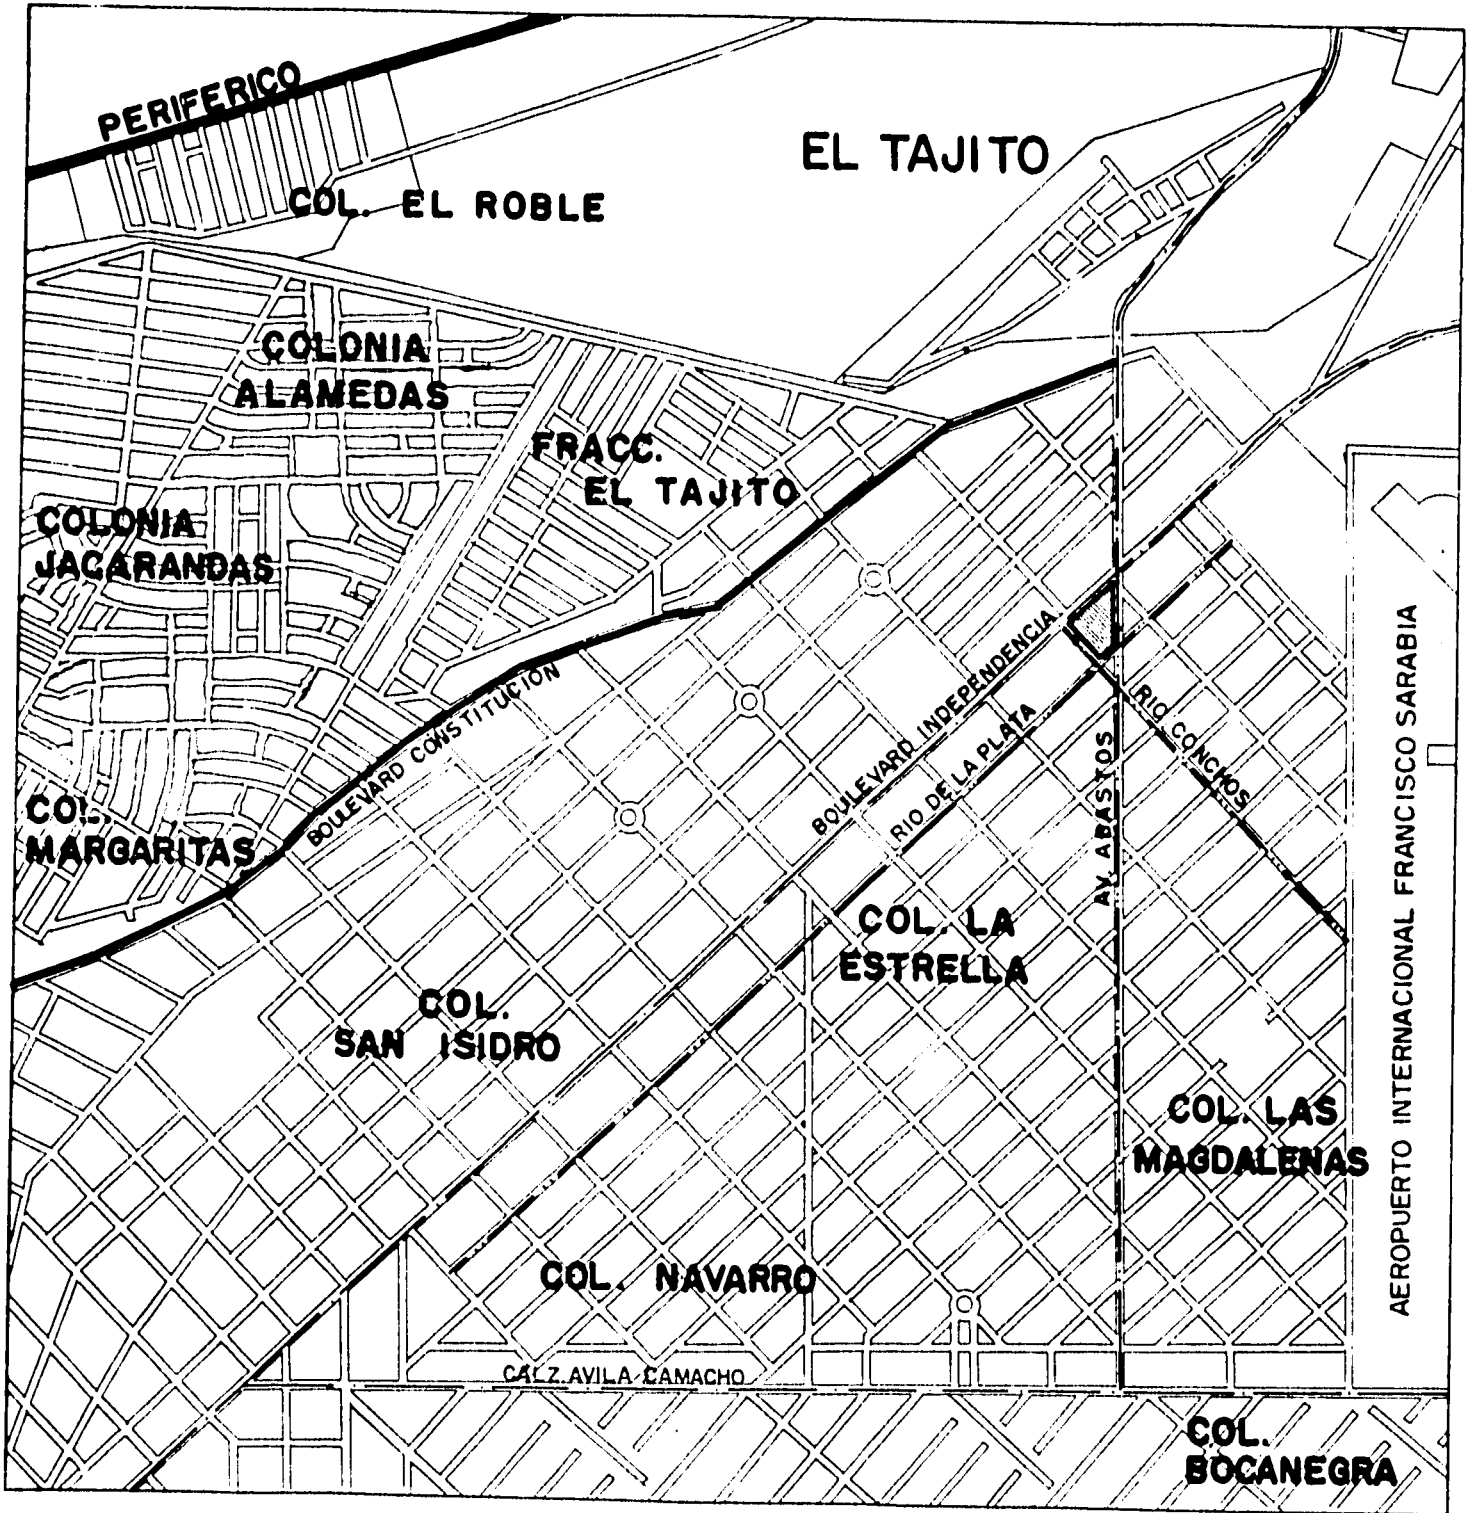 PERIFERICO
EL TAJITO
COL. EL ROBLE
COLONIA
ALAMEDAS
FRACC.
EL TAJITO
COLONIA
JACARANDAS
COL.
MARGARITAS
BOULEVARD CONSTITUCION
BOULEVARD INDEPENDENCIA
RIO DE LA PLATA
AV. ABASTOS
RIO CONCHOS
AEROPUERTO INTERNACIONAL FRANCISCO SARABIA
COL. LA
ESTRELLA
COL.
SAN ISIDRO
COL. LAS
MAGDALENAS
COL. NAVARRO
CALZ. AVILA CAMACHO
COL.
BOCANEGRA